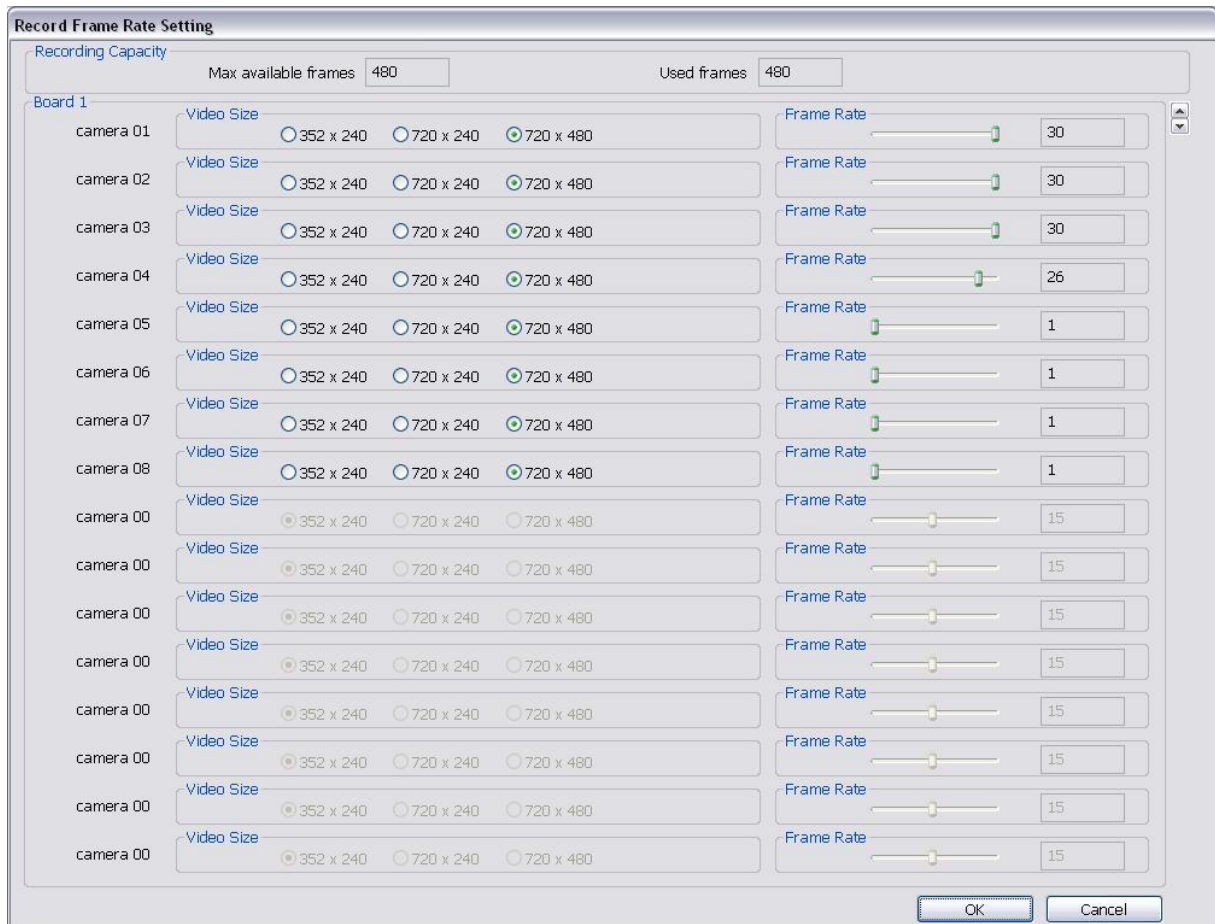 Record Frame Rate Setting
Recording Capacity
Max available frames 480 Used frames 480
Board 1
Video Size Frame Rate
camera 01 352 x 240 720 x 240 720 x 480 30
Video Size Frame Rate
camera 02 352 x 240 720 x 240 720 x 480 30
Video Size Frame Rate
camera 03 352 x 240 720 x 240 720 x 480 30
Video Size Frame Rate
camera 04 352 x 240 720 x 240 720 x 480 26
Video Size Frame Rate
camera 05 352 x 240 720 x 240 720 x 480 1
Video Size Frame Rate
camera 06 352 x 240 720 x 240 720 x 480 1
Video Size Frame Rate
camera 07 352 x 240 720 x 240 720 x 480 1
Video Size Frame Rate
camera 08 352 x 240 720 x 240 720 x 480 1
Video Size Frame Rate
camera 00 352 x 240 720 x 240 720 x 480 15
Video Size Frame Rate
camera 00 352 x 240 720 x 240 720 x 480 15
Video Size Frame Rate
camera 00 352 x 240 720 x 240 720 x 480 15
Video Size Frame Rate
camera 00 352 x 240 720 x 240 720 x 480 15
Video Size Frame Rate
camera 00 352 x 240 720 x 240 720 x 480 15
Video Size Frame Rate
camera 00 352 x 240 720 x 240 720 x 480 15
Video Size Frame Rate
camera 00 352 x 240 720 x 240 720 x 480 15
Video Size Frame Rate
camera 00 352 x 240 720 x 240 720 x 480 15
OK Cancel